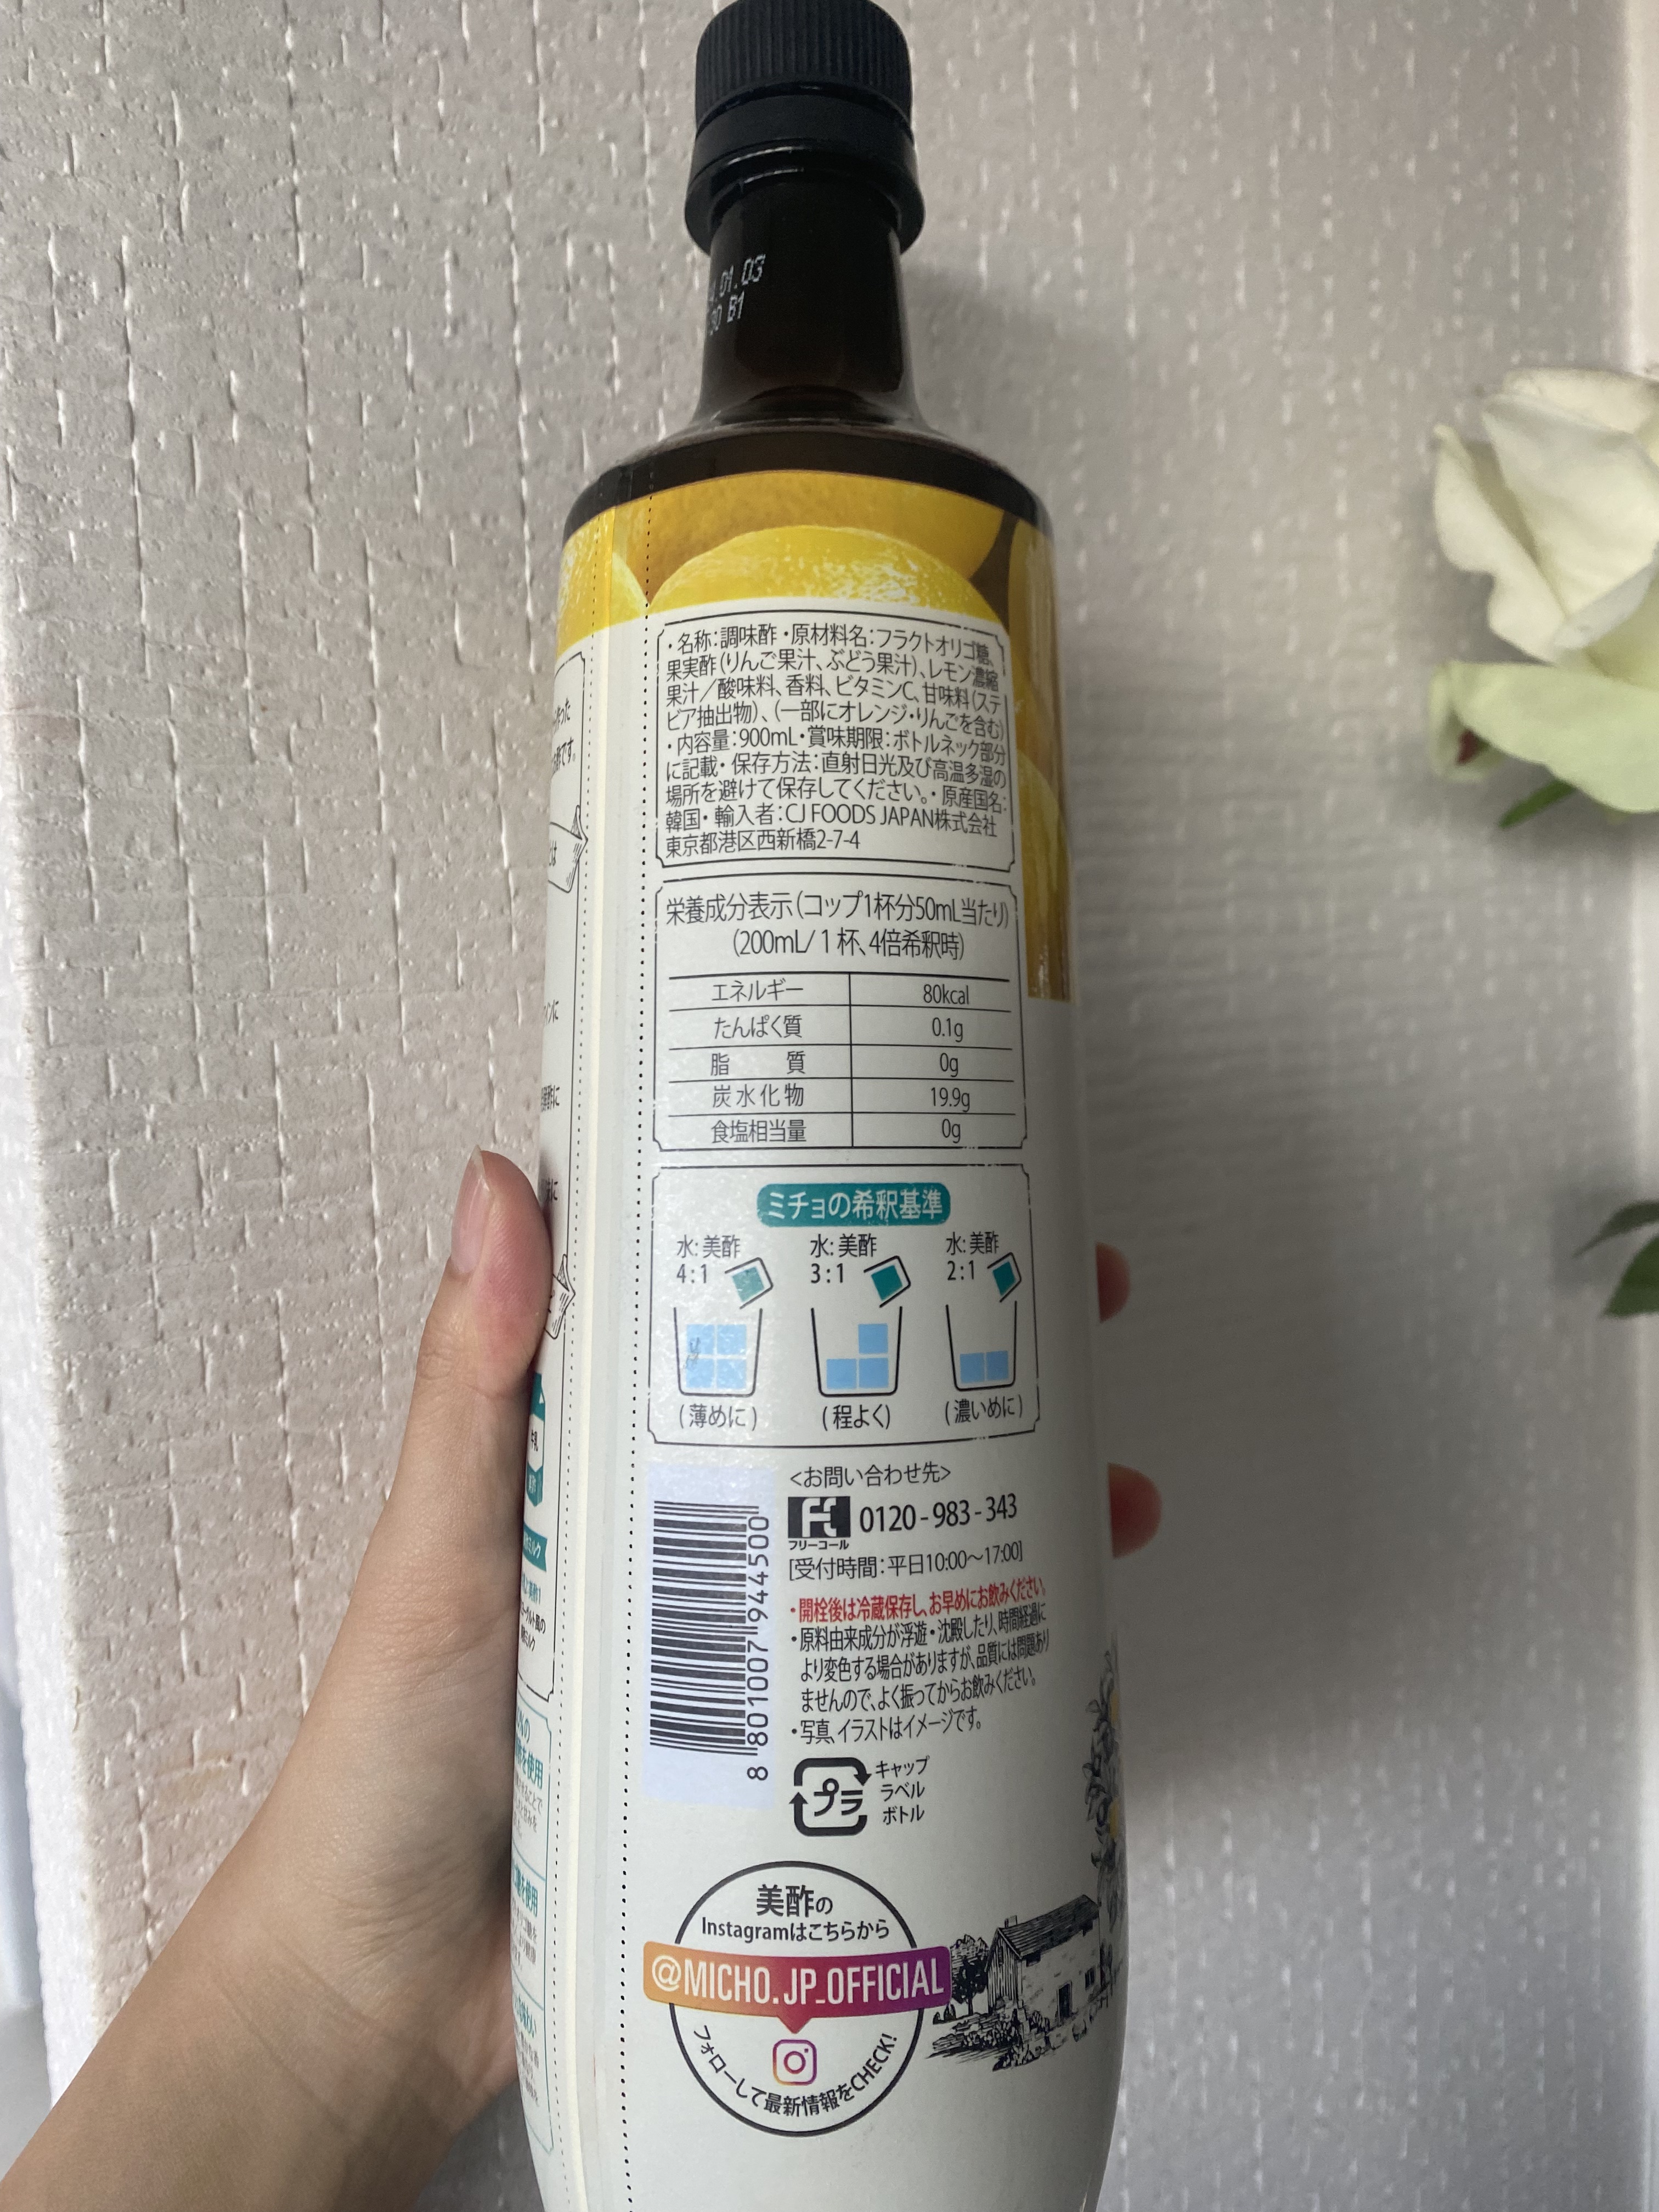 .01.03
30 B1
・名称：調味酢・原材料名：フラクトオリゴ糖、
果実酢（りんご果汁、ぶどう果汁）、レモン濃縮
果汁／酸味料、香料、ビタミンC、甘味料（ステ
ビア抽出物）、（一部にオレンジ・りんごを含む）
・内容量：900mL・賞味期限：ボトルネック部分
に記載・保存方法：直射日光及び高温多湿の
場所を避けて保存してください。・原産国名：
韓国・輸入者：CJ FOODS JAPAN株式会社
東京都港区西新橋2-7-4
栄養成分表示（コップ1杯分50mL当たり）
（200mL/１杯、4倍希釈時）
エネルギー 80kcal
たんぱく質 0.1g
脂 質 0g
炭水化物 19.9g
食塩相当量 0g
ミチョの希釈基準
水：美酢 水：美酢 水：美酢
4：1 3：1 2：1
（薄めに） （程よく） （濃いめに）
<お問い合わせ先>
フリーコール 0120-983-343
[受付時間：平日10:00～17:00]
・開栓後は冷蔵保存し、お早めにお飲みください。
・原料由来成分が浮遊・沈殿したり、時間経過に
より変色する場合がありますが、品質には問題あり
ませんので、よく振ってからお飲みください。
・写真、イラストはイメージです。
8 801007 944500
プラ
キャップ
ラベル
ボトル
美酢の
Instagramはこちらから
@MICHO.JP_OFFICIAL
フォローして最新情報をCHECK!